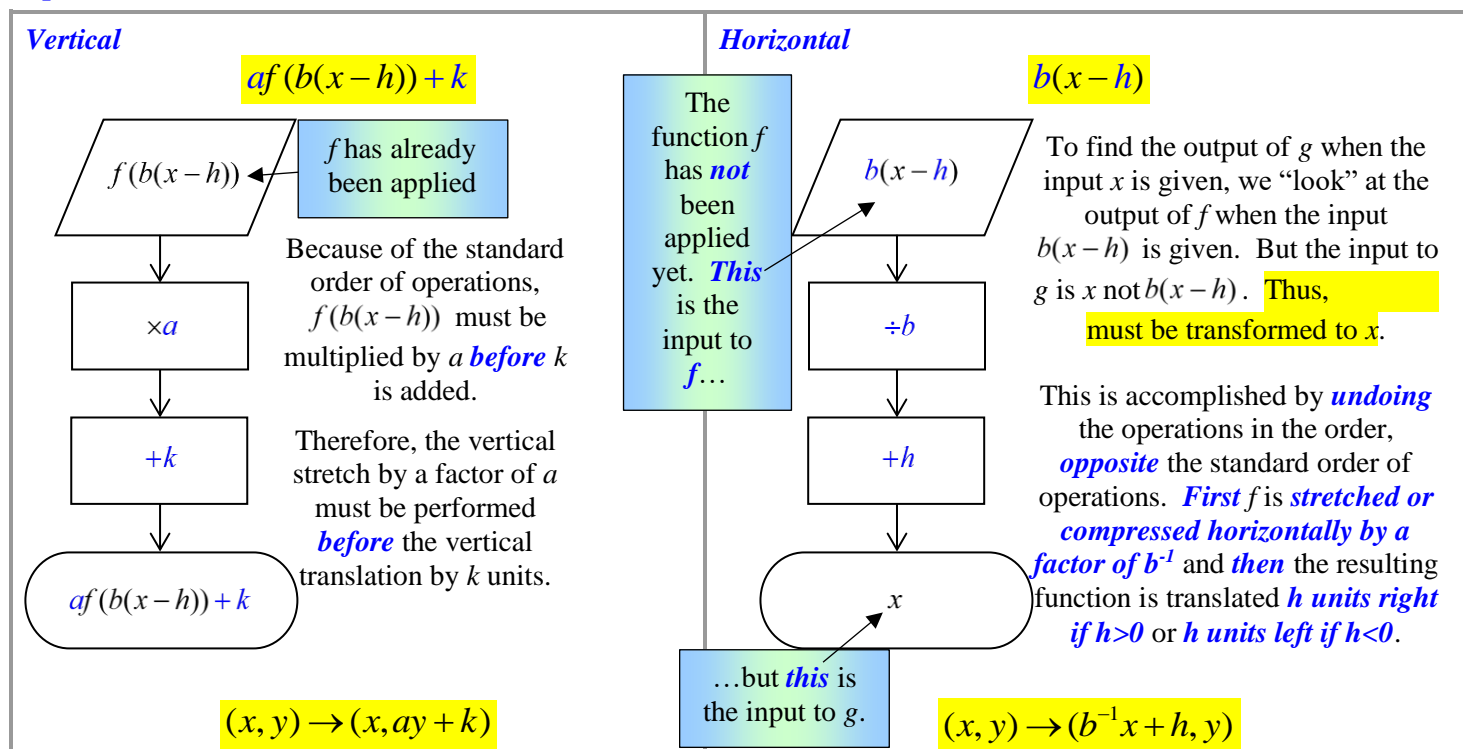 Vertical
af(b(x − h)) + k
f(b(x − h))
f has already
been applied
Because of the standard
order of operations,
f(b(x − h)) must be
multiplied by a before k
is added.
×a
+k
Therefore, the vertical
stretch by a factor of a
must be performed
before the vertical
translation by k units.
af(b(x − h)) + k
(x, y) → (x, ay + k)
Horizontal
b(x − h)
The
function f
has not
been
applied
yet. This
is the
input to
f…
b(x − h)
÷b
+h
x
…but this is
the input to g.
To find the output of g when the
input x is given, we “look” at the
output of f when the input
b(x − h) is given. But the input to
g is x not b(x − h). Thus,
must be transformed to x.
This is accomplished by undoing
the operations in the order,
opposite the standard order of
operations. First f is stretched or
compressed horizontally by a
factor of b⁻¹ and then the resulting
function is translated h units right
if h>0 or h units left if h<0.
(x, y) → (b⁻¹x + h, y)